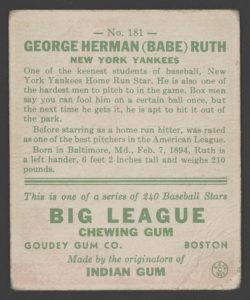 — No. 181 —
GEORGE HERMAN (BABE) RUTH
NEW YORK YANKEES
One of the keenest students of baseball, New
York Yankees Home Run Star. He is also one of
the hardest men to pitch to in the game. Box men
say you can fool him on a certain ball once, but
the next time he gets it, he is apt to hit it out of
the park.
Before starring as a home run hitter, was rated
as one of the best pitchers in the American League.
Born in Baltimore, Md., Feb. 7, 1894, Ruth is
a left hander, 6 feet 2 inches tall and weighs 210
pounds.
This is one of a series of 240 Baseball Stars
BIG LEAGUE
CHEWING GUM
GOUDEY GUM CO. BOSTON
Made by the originators of
INDIAN GUM